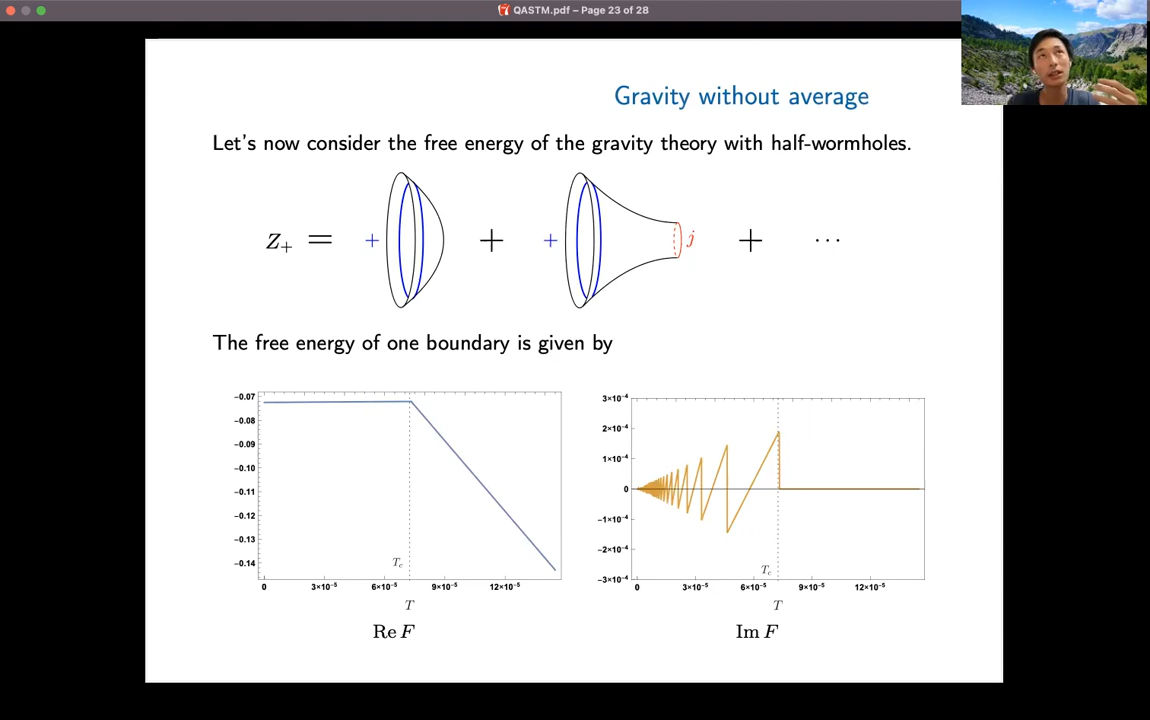 QASTM.pdf – Page 23 of 28
Gravity without average
Let's now consider the free energy of the gravity theory with half-wormholes.
Z₊ = + + + j + ···
The free energy of one boundary is given by
-0.07
-0.08
-0.09
-0.10
-0.11
-0.12
-0.13
-0.14
T_c
0 3×10⁻⁵ 6×10⁻⁵ 9×10⁻⁵ 12×10⁻⁵
T
Re F
3×10⁻⁴
2×10⁻⁴
1×10⁻⁴
0
-1×10⁻⁴
-2×10⁻⁴
-3×10⁻⁴
T_c
0 3×10⁻⁵ 6×10⁻⁵ 9×10⁻⁵ 12×10⁻⁵
T
Im F